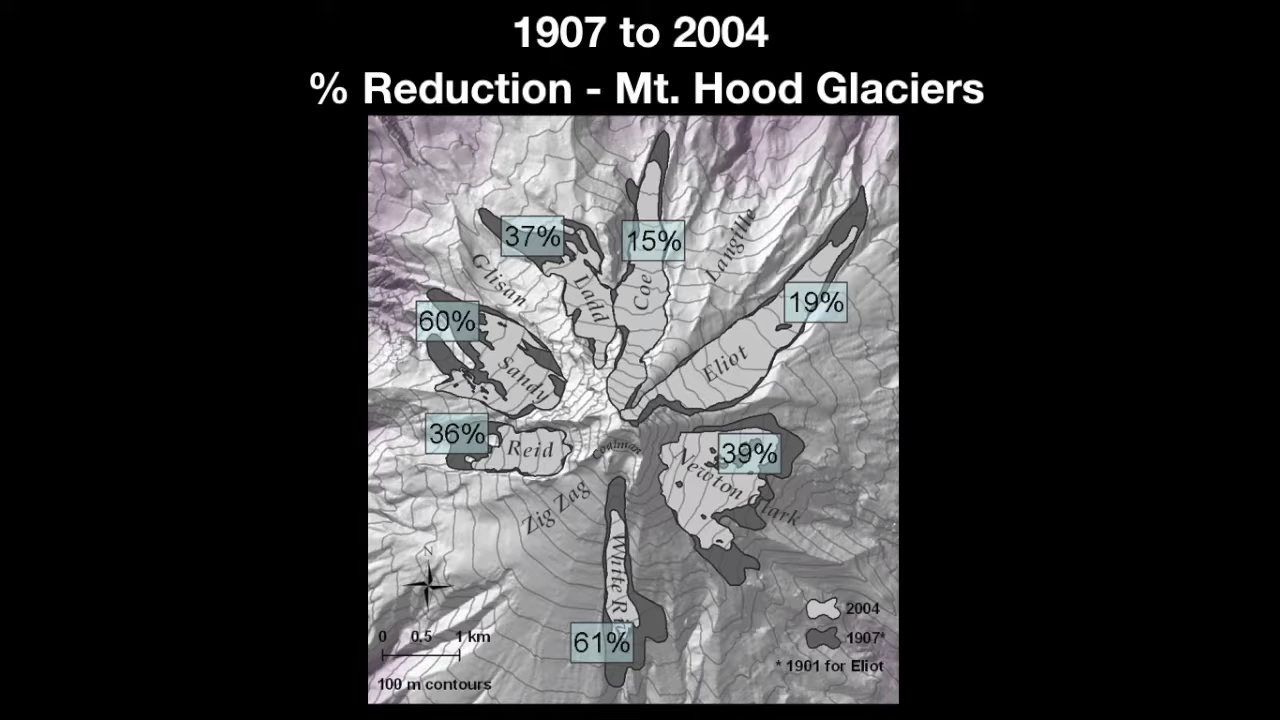 1907 to 2004
% Reduction - Mt. Hood Glaciers
37%
15%
Langille
Glisan
Ladd
Coe
19%
60%
Eliot
Sandy
36%
Reid
Coalman
39%
Newton Clark
Zig Zag
White Ri
61%
N
0 0.5 1 km
100 m contours
2004
1907*
* 1901 for Eliot